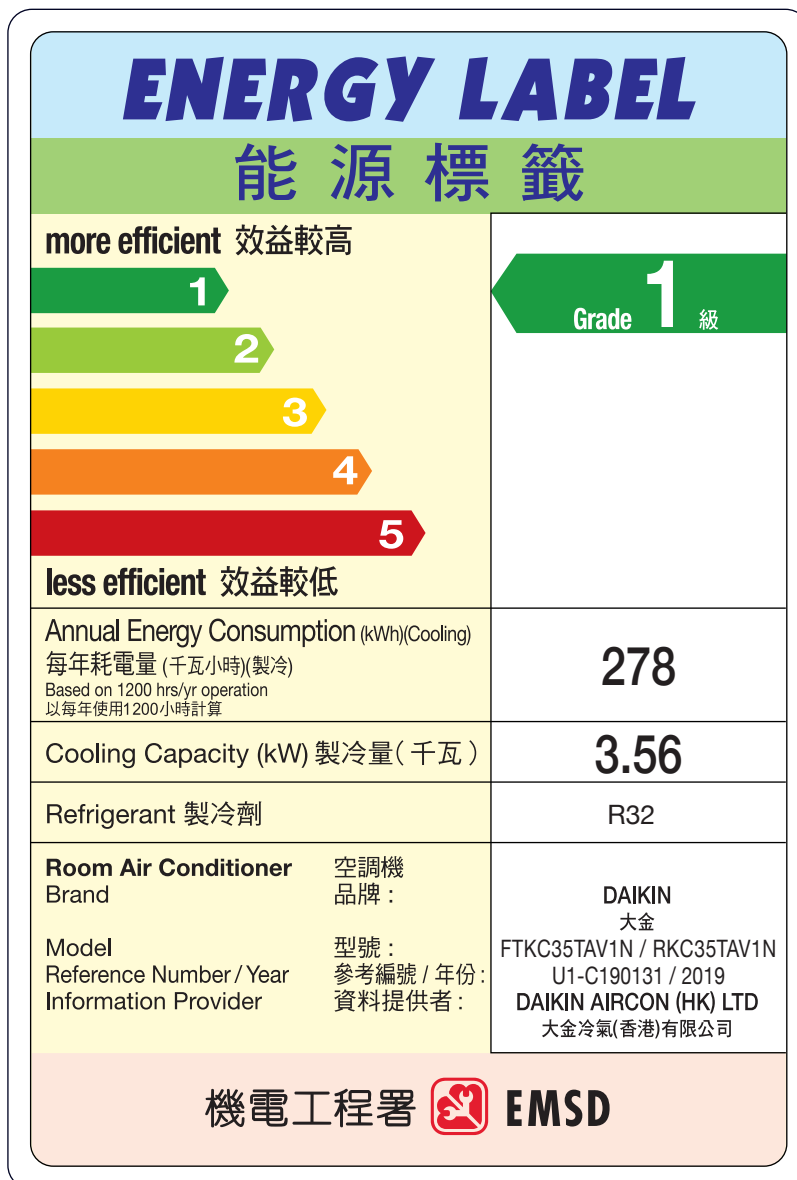 ENERGY LABEL
能源標籤
more efficient 效益較高
1
2
3
4
5
less efficient 效益較低
Grade 1 級
Annual Energy Consumption (kWh)(Cooling)
每年耗電量 (千瓦小時)(製冷)
Based on 1200 hrs/yr operation
以每年使用1200小時計算
278
Cooling Capacity (kW) 製冷量(千瓦)
3.56
Refrigerant 製冷劑
R32
Room Air Conditioner 空調機
Brand 品牌 :
DAIKIN
大金
Model 型號 :
FTKC35TAV1N / RKC35TAV1N
Reference Number / Year 參考編號 / 年份 :
U1-C190131 / 2019
Information Provider 資料提供者 :
DAIKIN AIRCON (HK) LTD
大金冷氣(香港)有限公司
機電工程署 EMSD